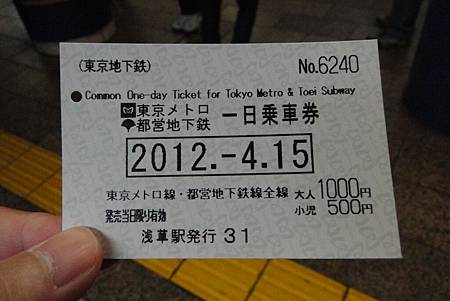 (東京地下鉄) No.6240
●Common One-day Ticket for Tokyo Metro & Toei Subway
東京メトロ
都営地下鉄 一日乗車券
2012.-4.15
東京メトロ線・都営地下鉄線全線 大人1000円
発売当日限り有効 小児 500円
浅草駅発行 31